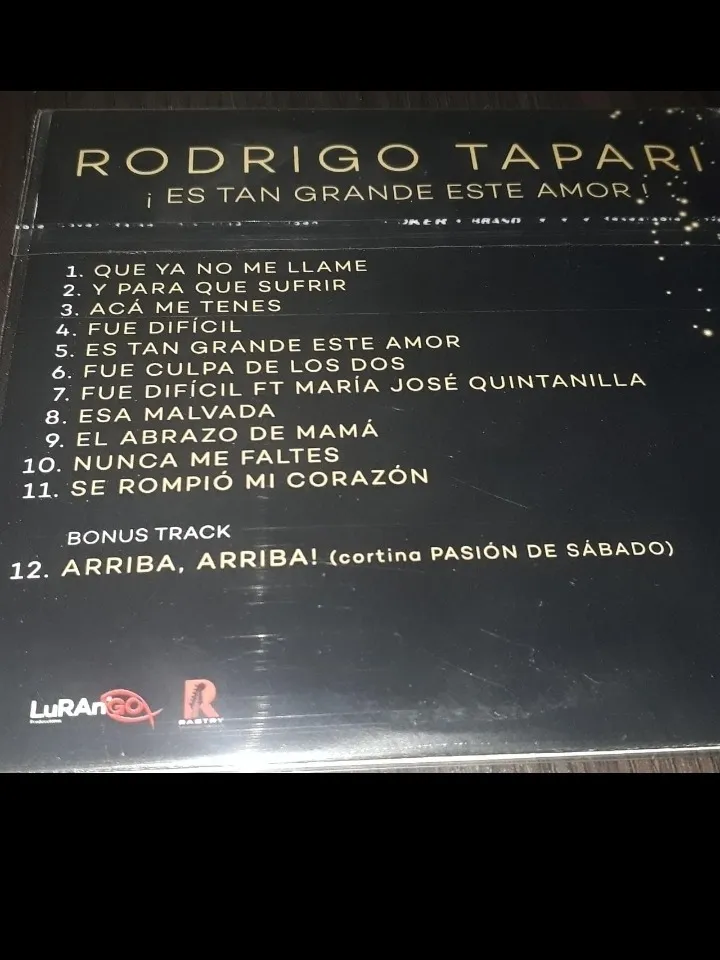 RODRIGO TAPARI
¡ ES TAN GRANDE ESTE AMOR !
1. QUE YA NO ME LLAME
2. Y PARA QUE SUFRIR
3. ACÁ ME TENES
4. FUE DIFÍCIL
5. ES TAN GRANDE ESTE AMOR
6. FUE CULPA DE LOS DOS
7. FUE DIFÍCIL FT MARÍA JOSÉ QUINTANILLA
8. ESA MALVADA
9. EL ABRAZO DE MAMÁ
10. NUNCA ME FALTES
11. SE ROMPIÓ MI CORAZÓN
BONUS TRACK
12. ARRIBA, ARRIBA! (cortina PASIÓN DE SÁBADO)
LuRAnGO
R